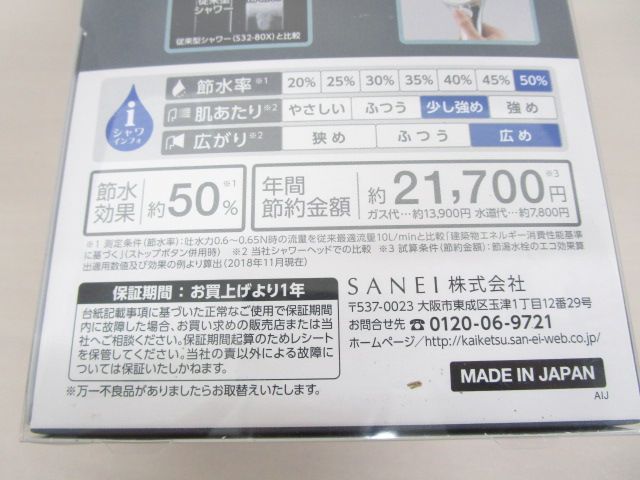 従来型シャワー(S32-80X)と比較
シャワ
インフォ
節水率※1 20% 25% 30% 35% 40% 45% 50%
肌あたり※2 やさしい ふつう 少し強め 強め
広がり※2 狭め ふつう 広め
節水効果 約50%※1
年間節約金額 約21,700円※3
ガス代…約13,900円 水道代…約7,800円
※1 測定条件(節水率):吐水力0.6~0.65N時の流量を従来最適流量10L/minと比較「建築物エネルギー消費性能基準
に基づく」(ストップボタン併用時) ※2 当社シャワーヘッドでの比較 ※3 試算条件(節約金額):節湯水栓のエコ効果算
出適用数値及び効果の例より算出(2018年11月現在)
保証期間:お買上げより1年
台紙記載事項に基づいた正常なご使用で保証期間
内に故障した場合、お買い求めの販売店または当
社へご相談ください。保証期間起算のためレシート
を保管してください。当社の責以外による故障につ
いては保証いたしかねます。
※万一不良品がありましたらお取替えいたします。
SANEI 株式会社
〒537-0023 大阪市東成区玉津1丁目12番29号
お問合せ先 0120-06-9721
ホームページ/http://kaiketsu.san-ei-web.co.jp/
MADE IN JAPAN
AIJ